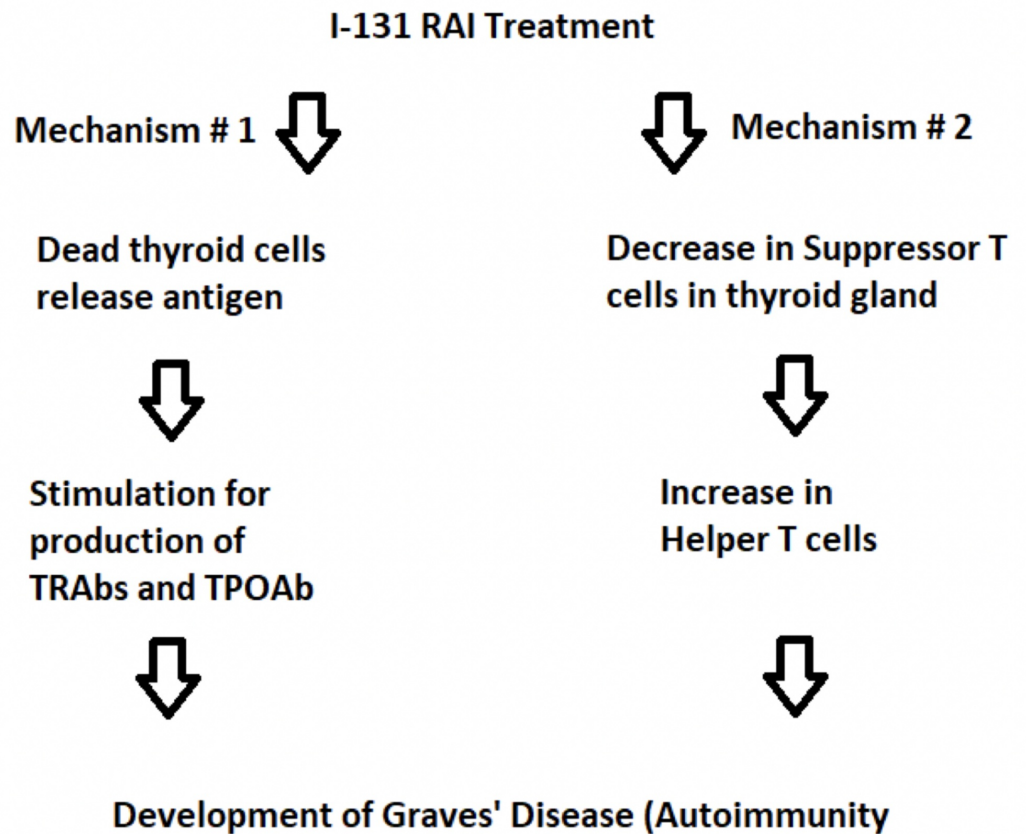 I-131 RAI Treatment
Mechanism # 1
Mechanism # 2
Dead thyroid cells
release antigen
Decrease in Suppressor T
cells in thyroid gland
Stimulation for
production of
TRAbs and TPOAb
Increase in
Helper T cells
Development of Graves' Disease (Autoimmunity